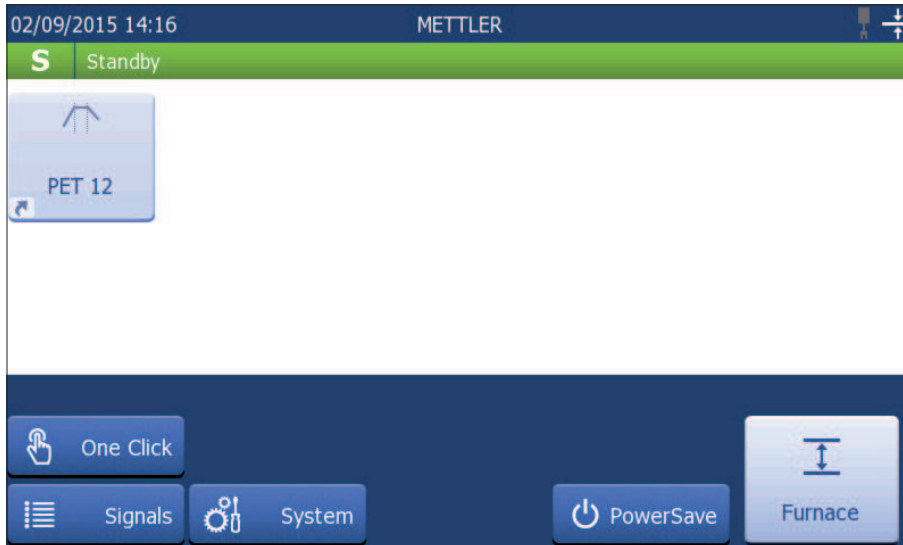 02/09/2015 14:16 METTLER
S Standby
PET 12
One Click
Signals System PowerSave Furnace